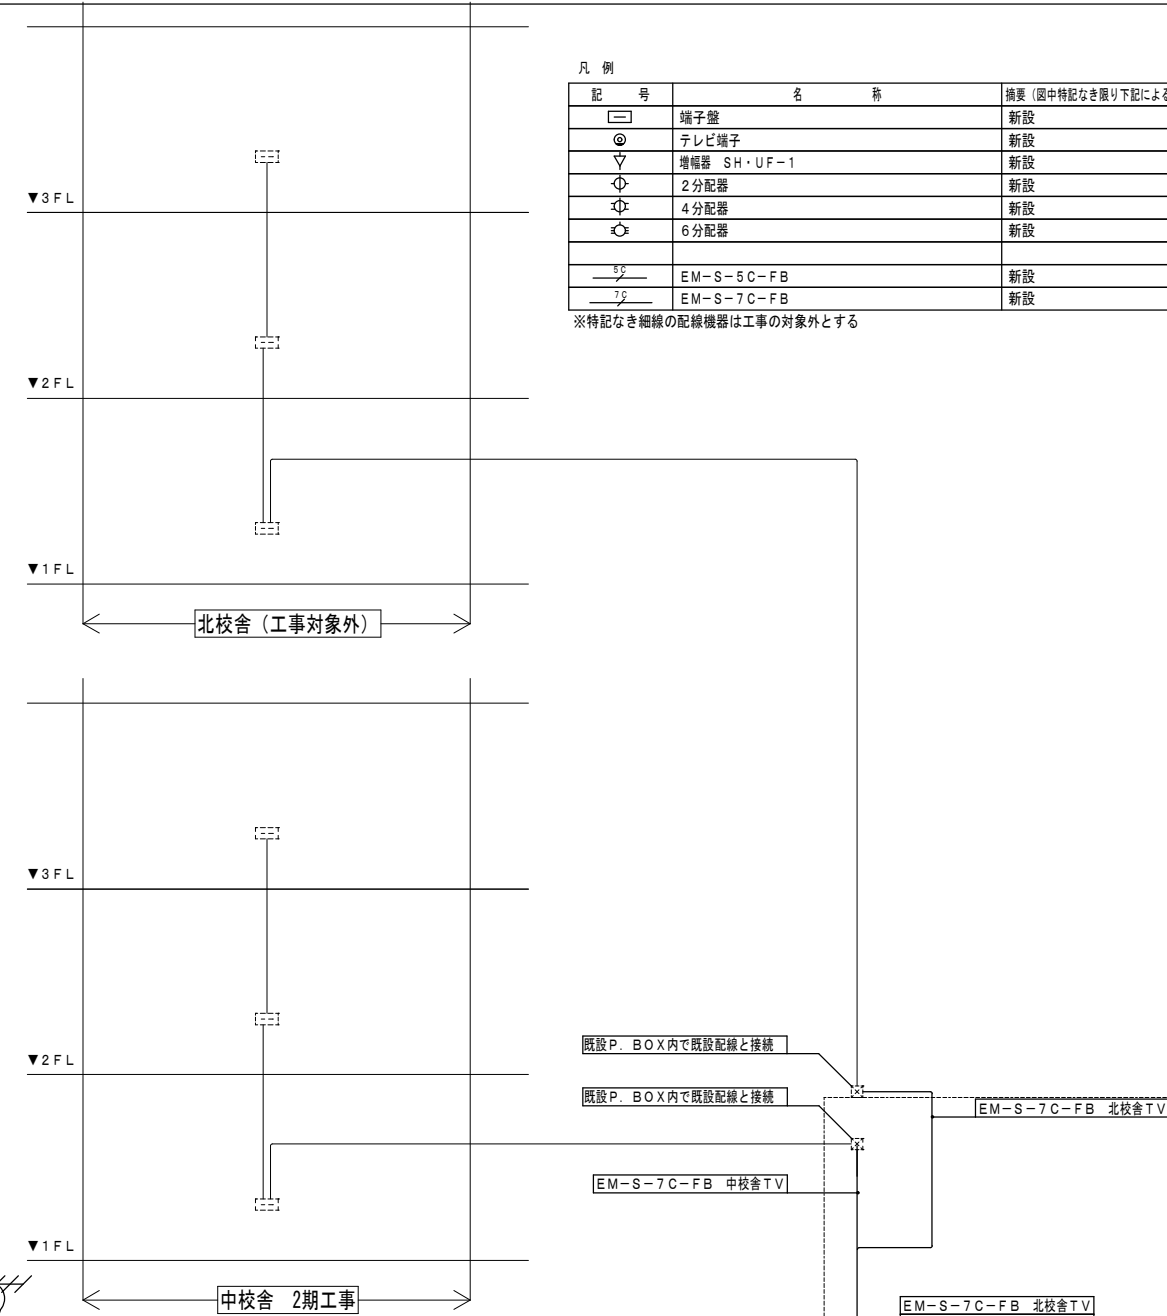 凡 例
記 号 名 称 摘要（図中特記なき限り下記による
端子盤 新設
テレビ端子 新設
増幅器 SH・UF－1 新設
2分配器 新設
4分配器 新設
6分配器 新設
5C EM－S－5C－FB 新設
7C EM－S－7C－FB 新設
※特記なき細線の配線機器は工事の対象外とする
▼3FL
▼2FL
▼1FL
北校舎（工事対象外）
▼3FL
▼2FL
▼1FL
中校舎 2期工事
既設P．BOX内で既設配線と接続
既設P．BOX内で既設配線と接続
EM－S－7C－FB 北校舎TV
EM－S－7C－FB 中校舎TV
EM－S－7C－FB 北校舎TV